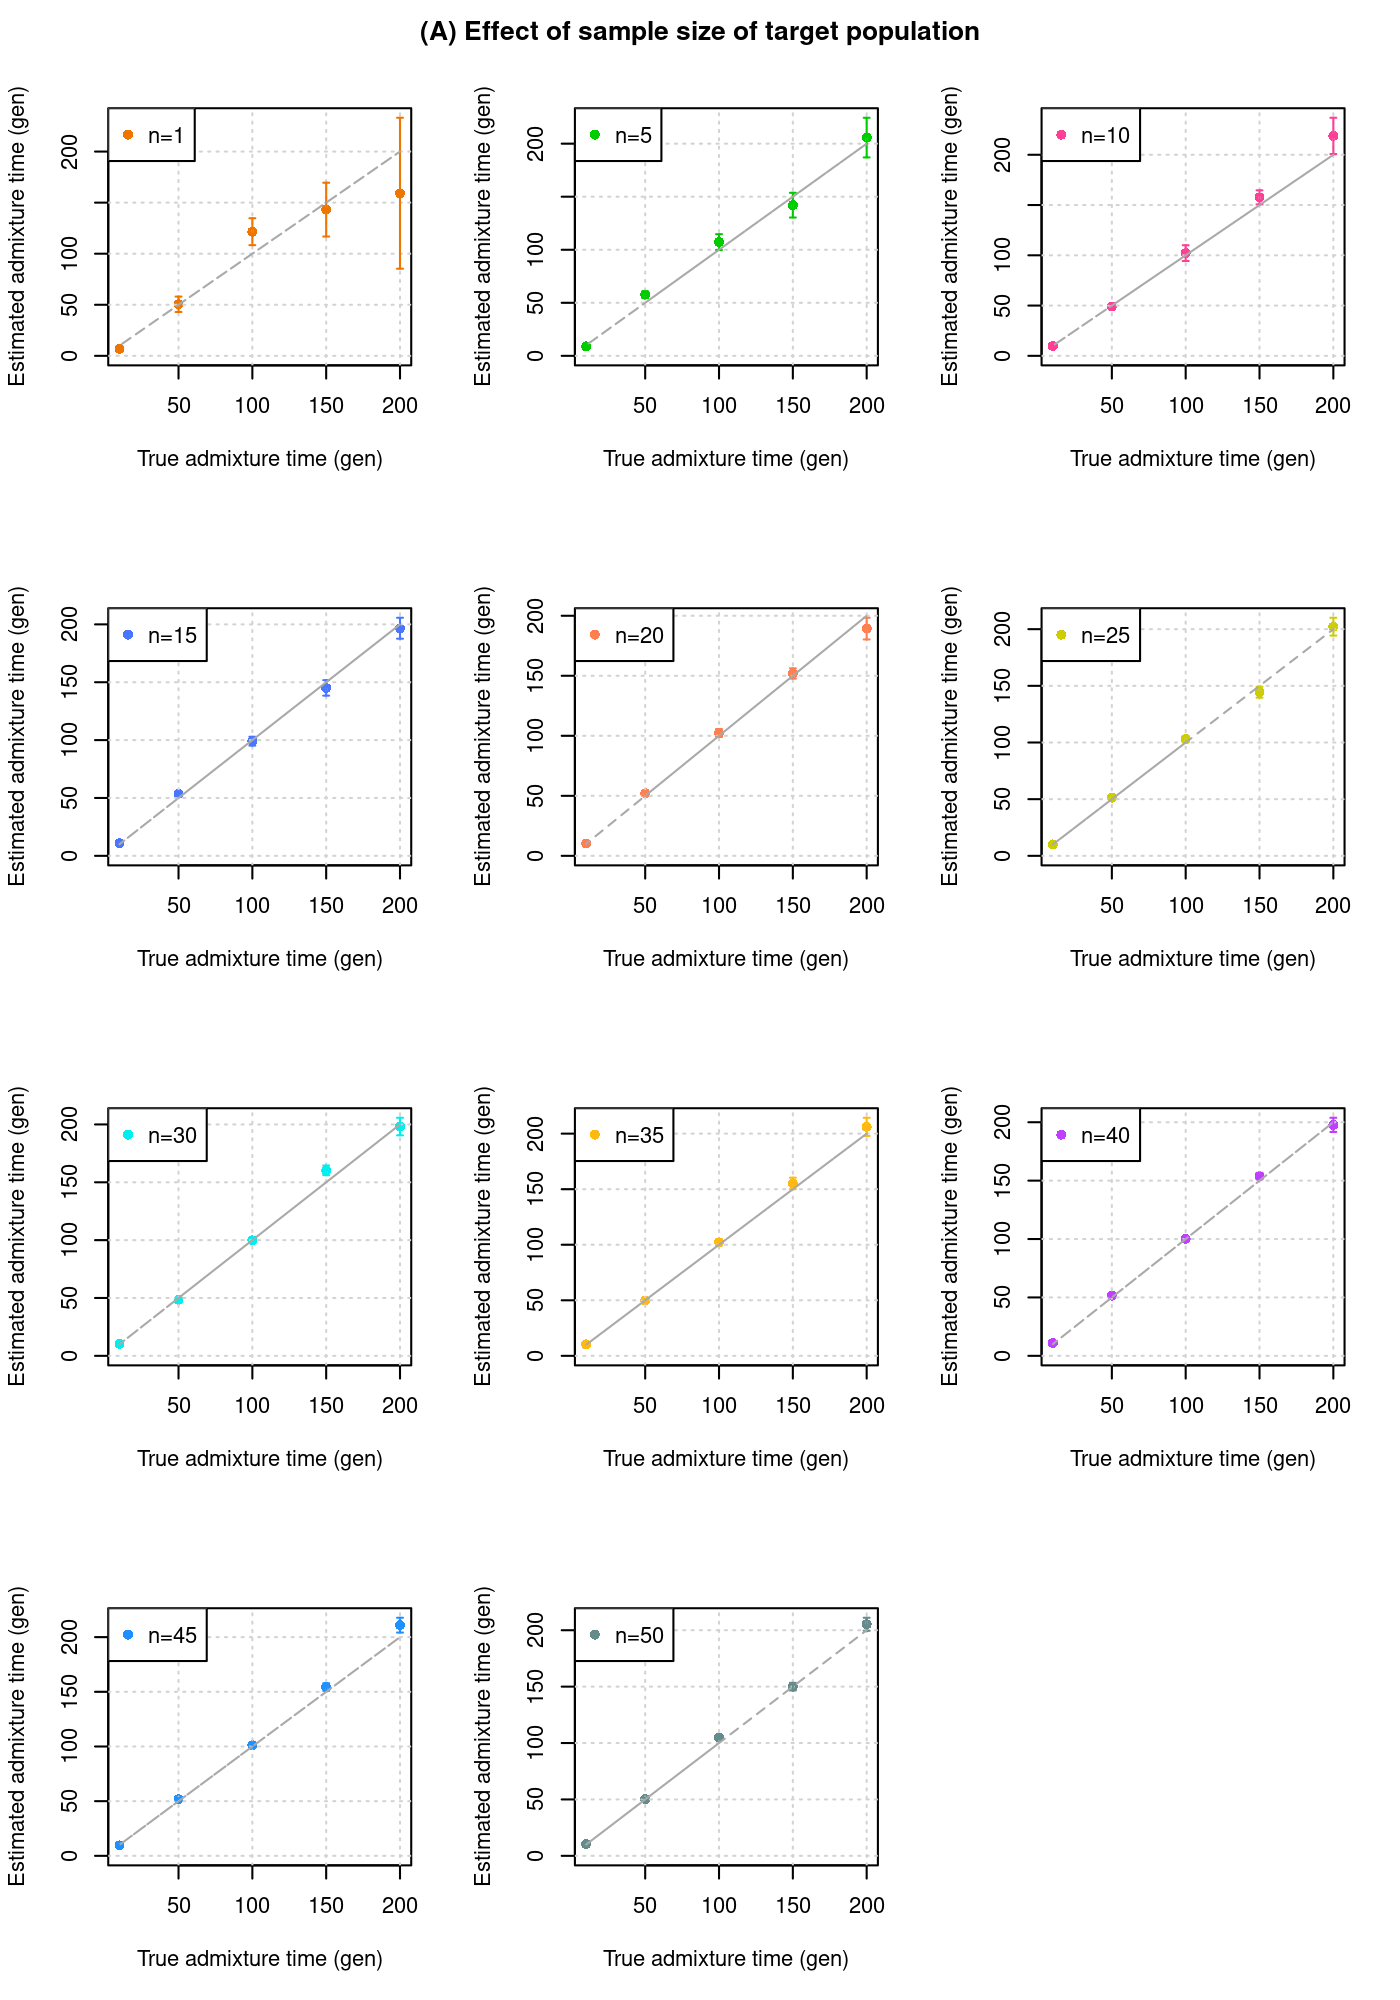 (A) Effect of sample size of target population
Estimated admixture time (gen)
n=1
0 50 100 200
50 100 150 200
True admixture time (gen)
Estimated admixture time (gen)
n=5
0 50 100 200
50 100 150 200
True admixture time (gen)
Estimated admixture time (gen)
n=10
0 50 100 200
50 100 150 200
True admixture time (gen)
Estimated admixture time (gen)
n=15
0 50 100 150 200
50 100 150 200
True admixture time (gen)
Estimated admixture time (gen)
n=20
0 50 100 150 200
50 100 150 200
True admixture time (gen)
Estimated admixture time (gen)
n=25
0 50 100 150 200
50 100 150 200
True admixture time (gen)
Estimated admixture time (gen)
n=30
0 50 100 150 200
50 100 150 200
True admixture time (gen)
Estimated admixture time (gen)
n=35
0 50 100 150 200
50 100 150 200
True admixture time (gen)
Estimated admixture time (gen)
n=40
0 50 100 150 200
50 100 150 200
True admixture time (gen)
Estimated admixture time (gen)
n=45
0 50 100 150 200
50 100 150 200
True admixture time (gen)
Estimated admixture time (gen)
n=50
0 50 100 150 200
50 100 150 200
True admixture time (gen)